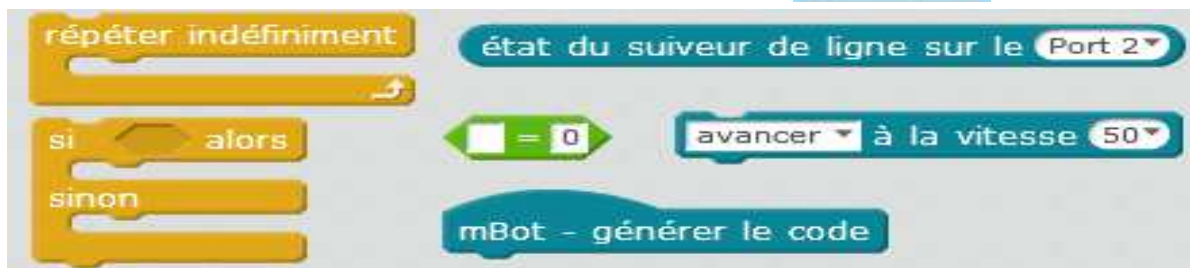 répéter indéfiniment
état du suiveur de ligne sur le Port 2
si alors
sinon
= 0
avancer à la vitesse 50
mBot - générer le code